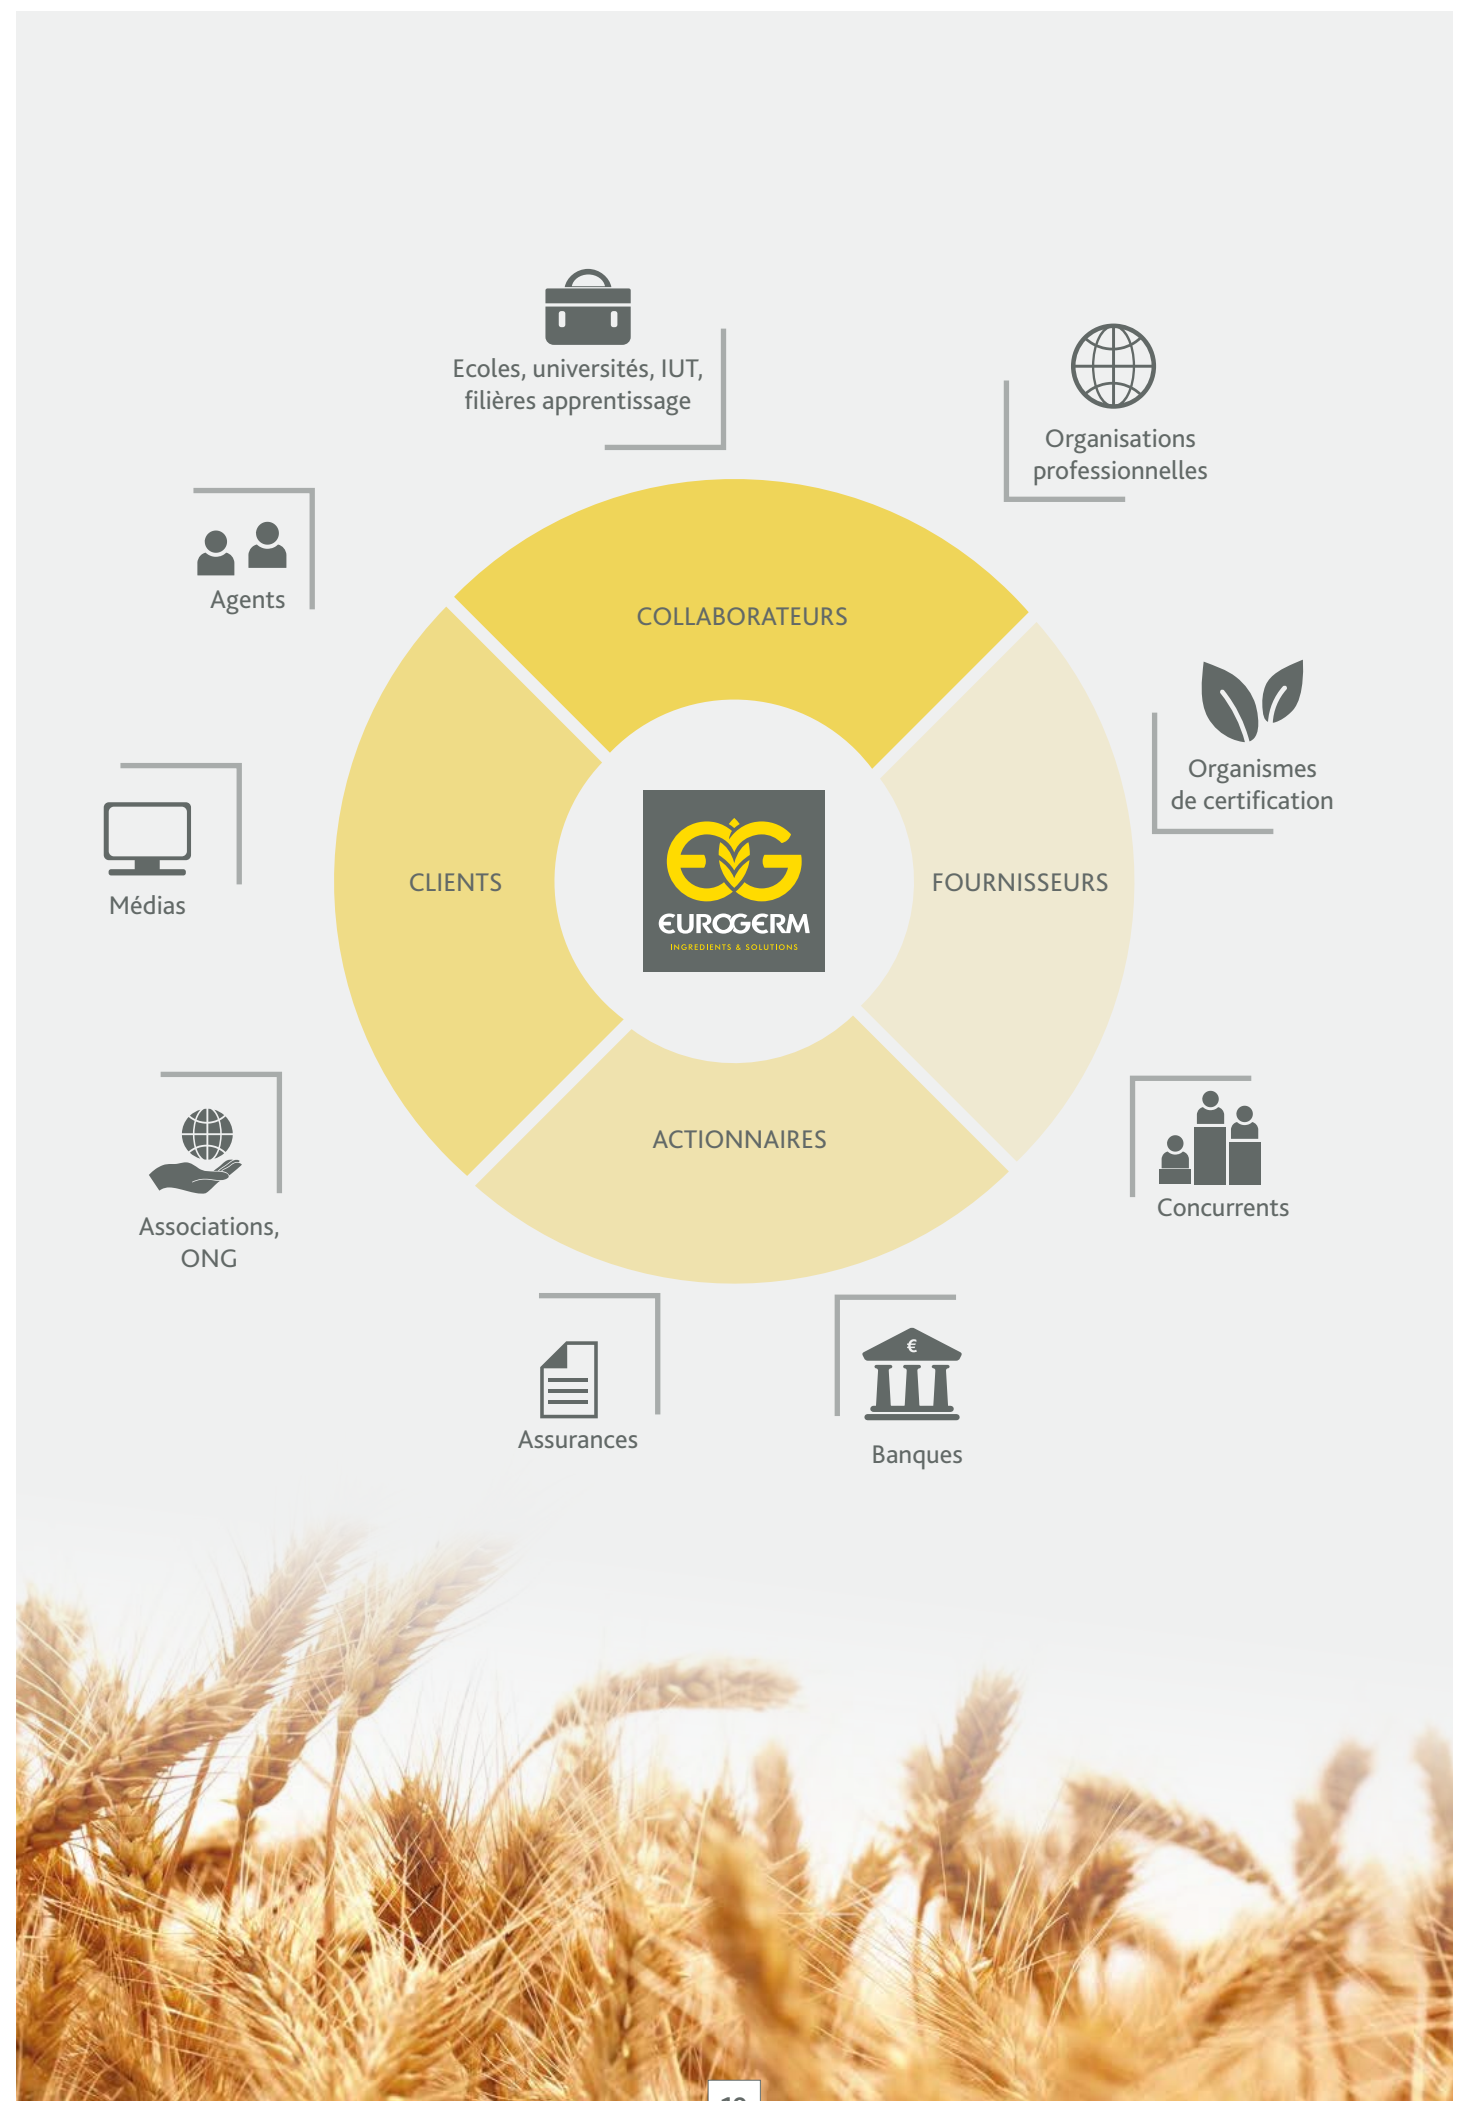 Ecoles, universités, IUT,
filières apprentissage
Organisations
professionnelles
Agents
COLLABORATEURS
Organismes
de certification
CLIENTS
EG
EUROGERM
INGREDIENTS & SOLUTIONS
FOURNISSEURS
Médias
ACTIONNAIRES
Concurrents
Associations,
ONG
€
Assurances
Banques